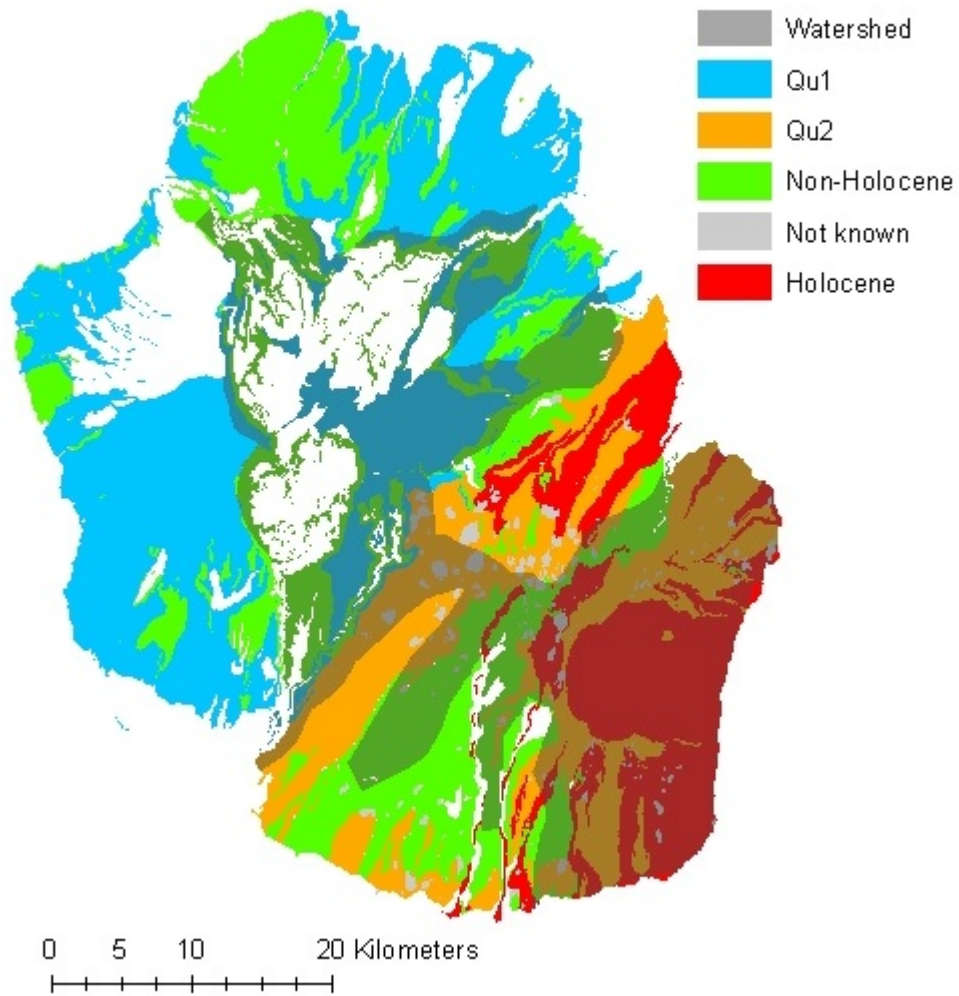 Watershed
Qu1
Qu2
Non-Holocene
Not known
Holocene
0 5 10 20 Kilometers